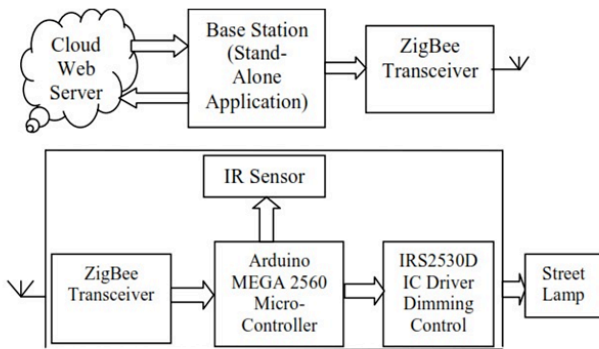 Cloud
Web
Server
Base Station
(Stand-
Alone
Application)
ZigBee
Transceiver
IR Sensor
ZigBee
Transceiver
Arduino
MEGA 2560
Micro-
Controller
IRS2530D
IC Driver
Dimming
Control
Street
Lamp